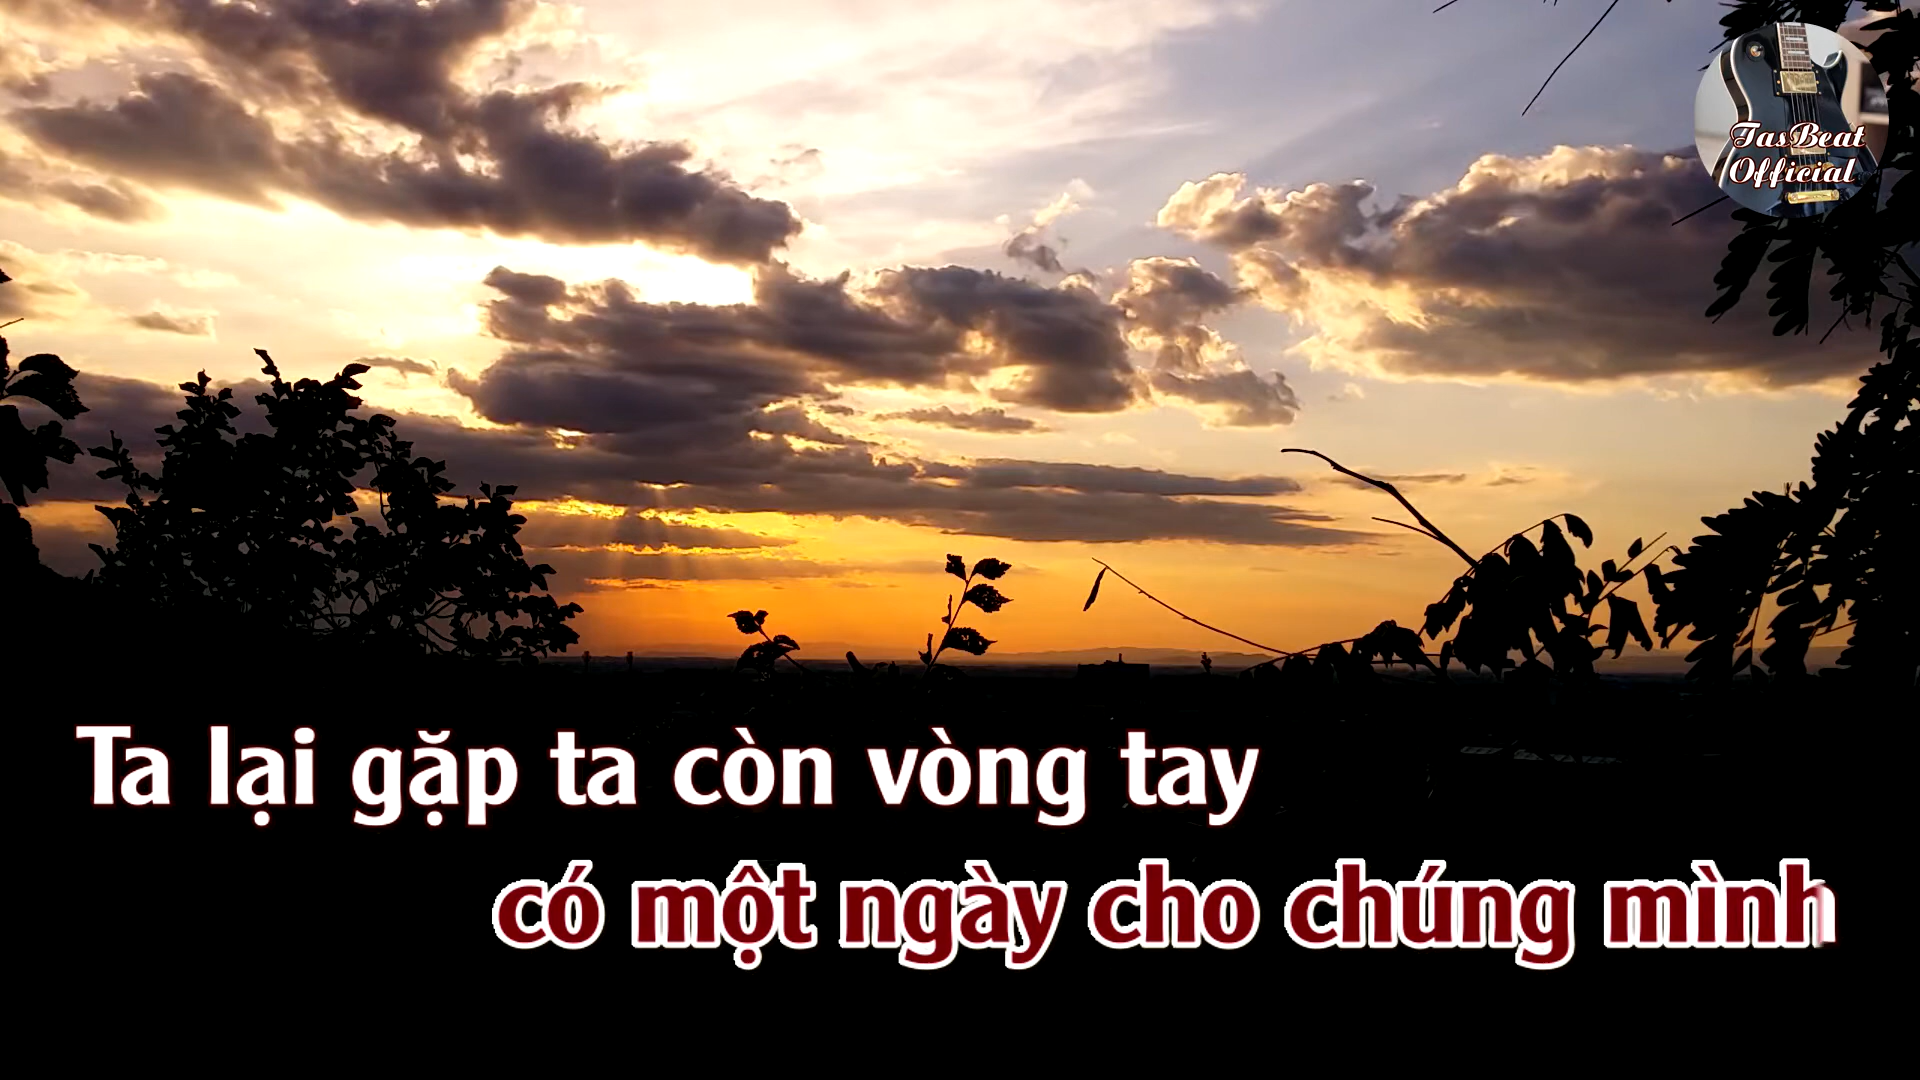 TasBeat
Official
Ta lại gặp ta còn vòng tay
có một ngày cho chúng mình